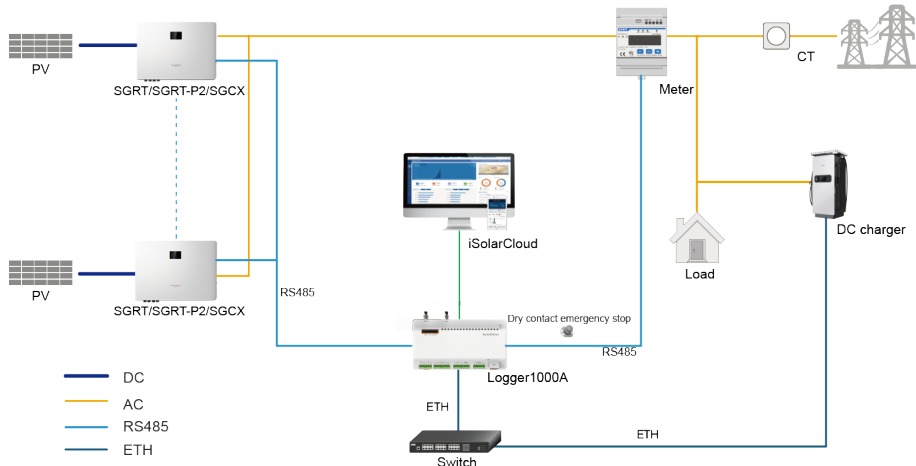 PV
SGRT/SGRT-P2/SGCX
Meter
CT
iSolarCloud
DC charger
Load
PV
SGRT/SGRT-P2/SGCX
RS485
Dry contact emergency stop
RS485
Logger1000A
ETH
ETH
Switch
DC
AC
RS485
ETH